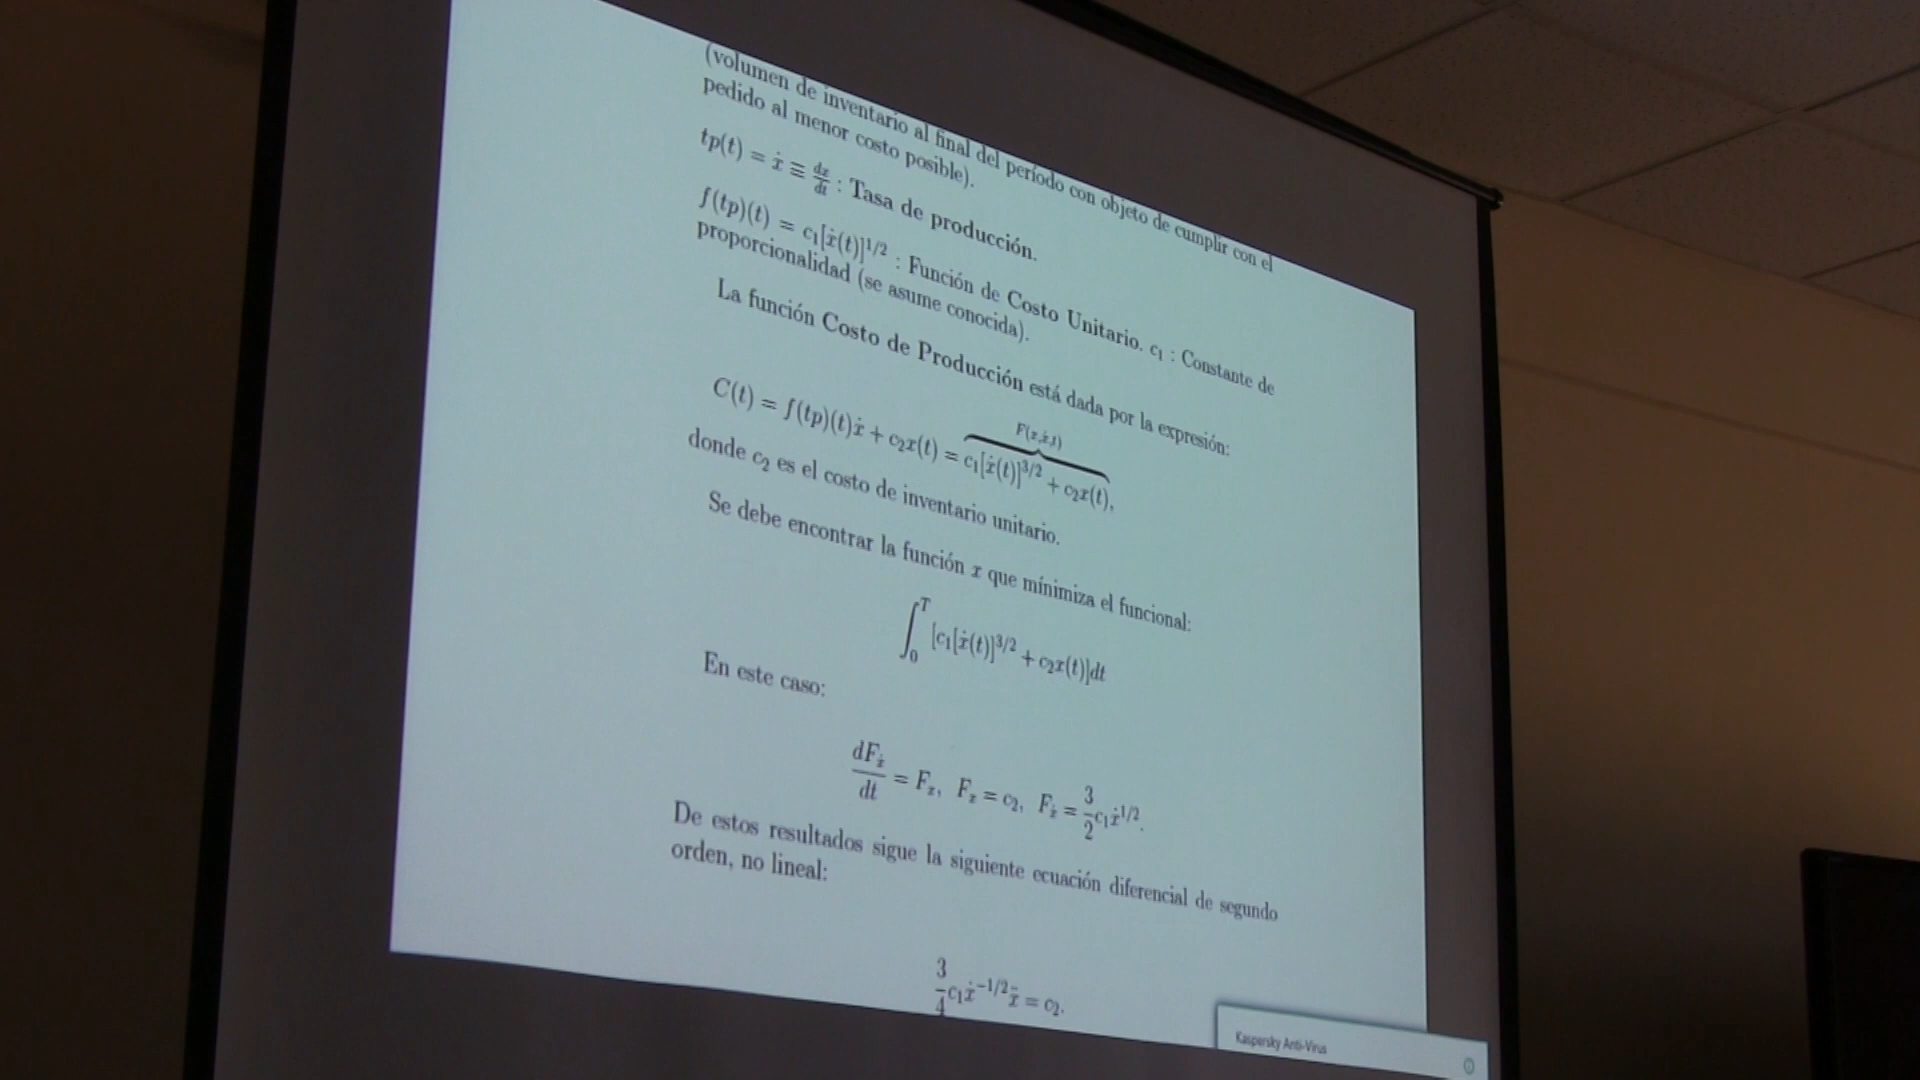 (volumen de inventario al final del período con objeto de cumplir con el
pedido al menor costo posible).
tp(t) = ẋ ≡ dx/dt : Tasa de producción.
f(tp)(t) = c₁[ẋ(t)]^{1/2} : Función de Costo Unitario. c₁ : Constante de
proporcionalidad (se asume conocida).
La función Costo de Producción está dada por la expresión:
F(x,ẋ,t)
C(t) = f(tp)(t)ẋ + c₂x(t) = c₁[ẋ(t)]^{3/2} + c₂x(t),
donde c₂ es el costo de inventario unitario.
Se debe encontrar la función x que mínimiza el funcional:
∫₀ᵀ [c₁[ẋ(t)]^{3/2} + c₂x(t)]dt
En este caso:
dF_ẋ/dt = F_x, F_x = c₂, F_ẋ = 3/2 c₁ẋ^{1/2}.
De estos resultados sigue la siguiente ecuación diferencial de segundo
orden, no lineal:
3/4 c₁ẋ^{-1/2}ẍ = c₂.
Kaspersky Anti-Virus